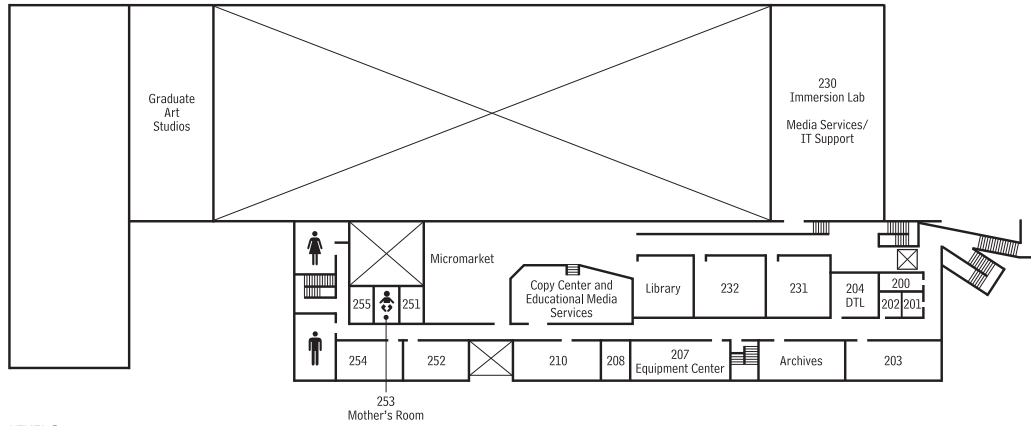 Graduate
Art
Studios
230
Immersion Lab
Media Services/
IT Support
Micromarket
Copy Center and
Educational Media
Services
Library
232
231
204
DTL
200
202
201
255
251
254
252
210
208
207
Equipment Center
Archives
203
253
Mother's Room